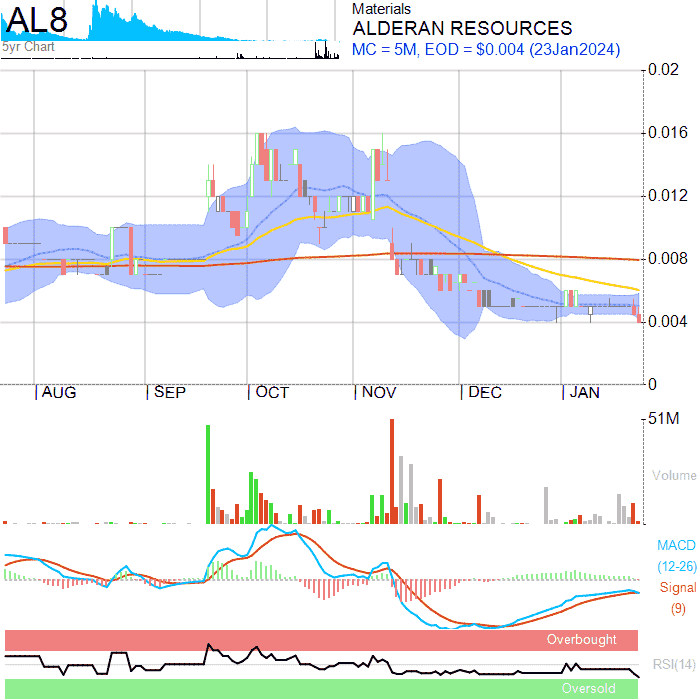 AL8
5yr Chart
Materials
ALDERAN RESOURCES
MC = 5M, EOD = $0.004 (23Jan2024)
0.02
0.016
0.012
0.008
0.004
0
AUG
SEP
OCT
NOV
DEC
JAN
51M
Volume
MACD
(12-26)
Signal
(9)
Overbought
RSI(14)
Oversold